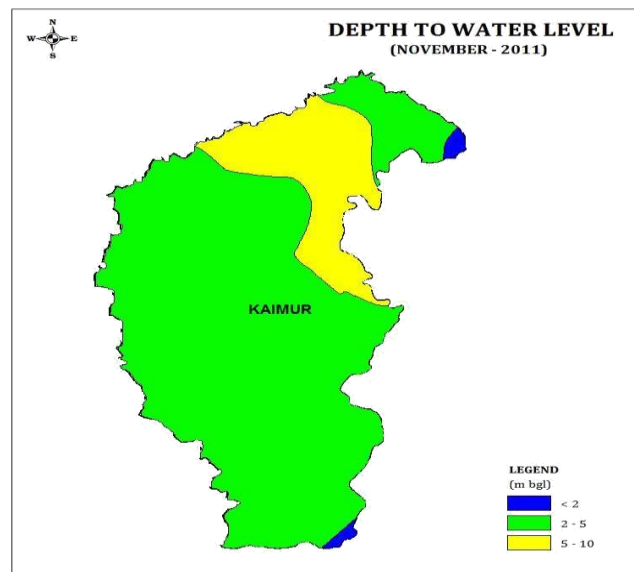 N
W E
S
DEPTH TO WATER LEVEL
(NOVEMBER - 2011)
KAIMUR
LEGEND
(m bgl)
< 2
2 - 5
5 - 10